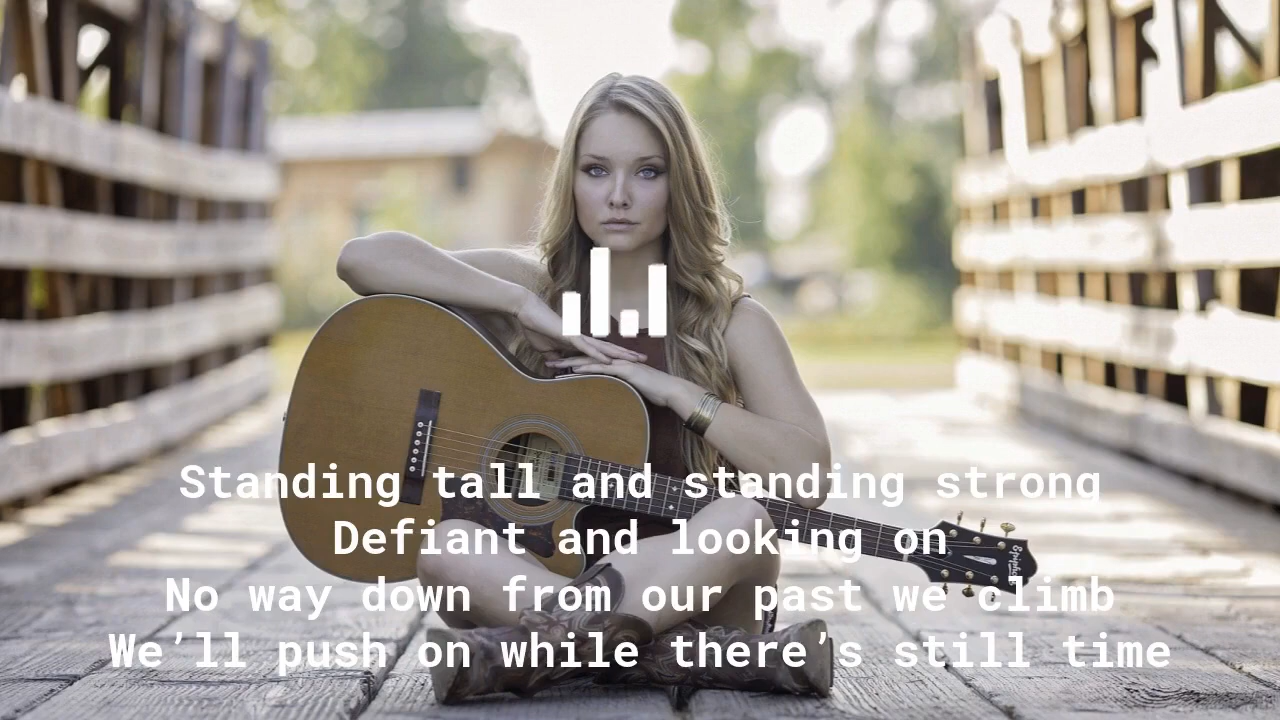 Standing tall and standing strong
Defiant and looking on
No way down from our past we climb
We’ll push on while there’s still time
Epiphone